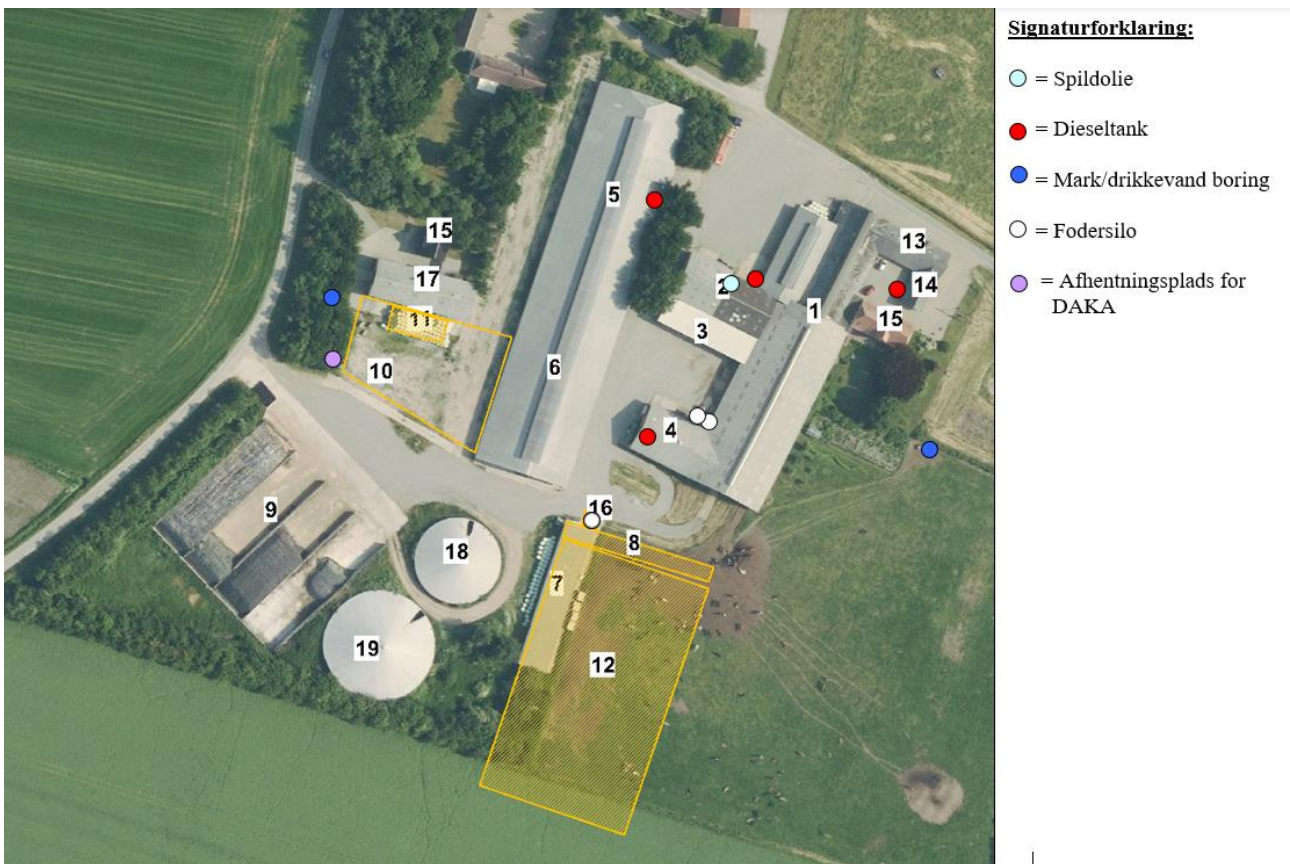 Signaturforklaring:
= Spildolie
= Dieseltank
= Mark/drikkevand boring
= Fodersilo
= Afhentningsplads for
DAKA
5
15
13
17
2
14
1
15
11
3
6
10
4
9
16
8
18
7
19
12